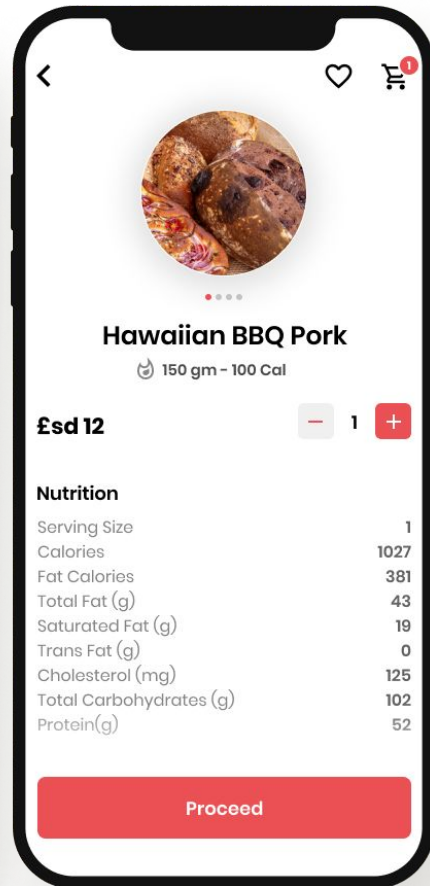 1
Hawaiian BBQ Pork
150 gm - 100 Cal
£sd 12
− 1 +
Nutrition
Serving Size 1
Calories 1027
Fat Calories 381
Total Fat (g) 43
Saturated Fat (g) 19
Trans Fat (g) 0
Cholesterol (mg) 125
Total Carbohydrates (g) 102
Protein(g) 52
Proceed